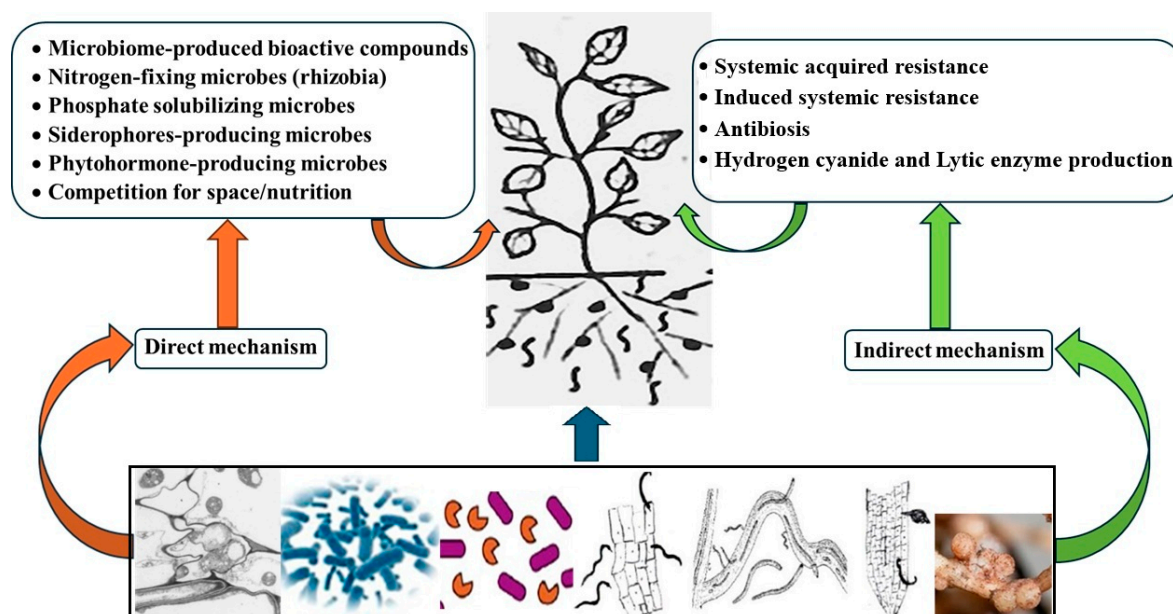 • Microbiome-produced bioactive compounds
• Nitrogen-fixing microbes (rhizobia)
• Phosphate solubilizing microbes
• Siderophores-producing microbes
• Phytohormone-producing microbes
• Competition for space/nutrition
• Systemic acquired resistance
• Induced systemic resistance
• Antibiosis
• Hydrogen cyanide and Lytic enzyme production
Direct mechanism
Indirect mechanism